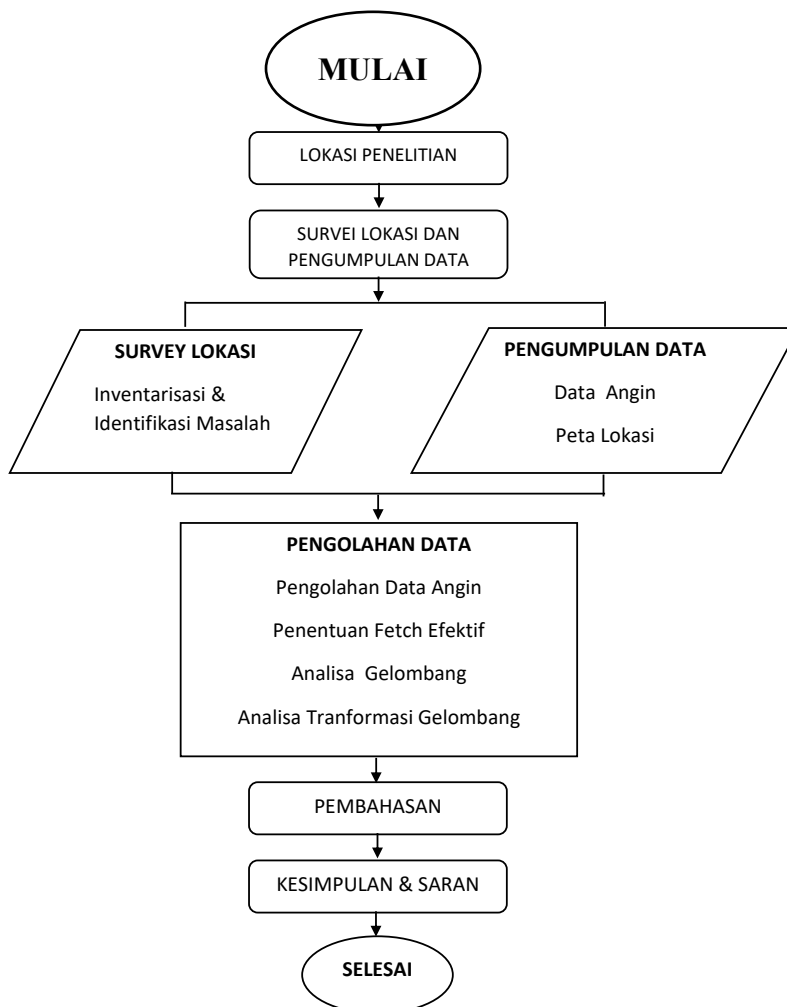 MULAI
LOKASI PENELITIAN
SURVEI LOKASI DAN
PENGUMPULAN DATA
SURVEY LOKASI
Inventarisasi &
Identifikasi Masalah
PENGUMPULAN DATA
Data Angin
Peta Lokasi
PENGOLAHAN DATA
Pengolahan Data Angin
Penentuan Fetch Efektif
Analisa Gelombang
Analisa Tranformasi Gelombang
PEMBAHASAN
KESIMPULAN & SARAN
SELESAI